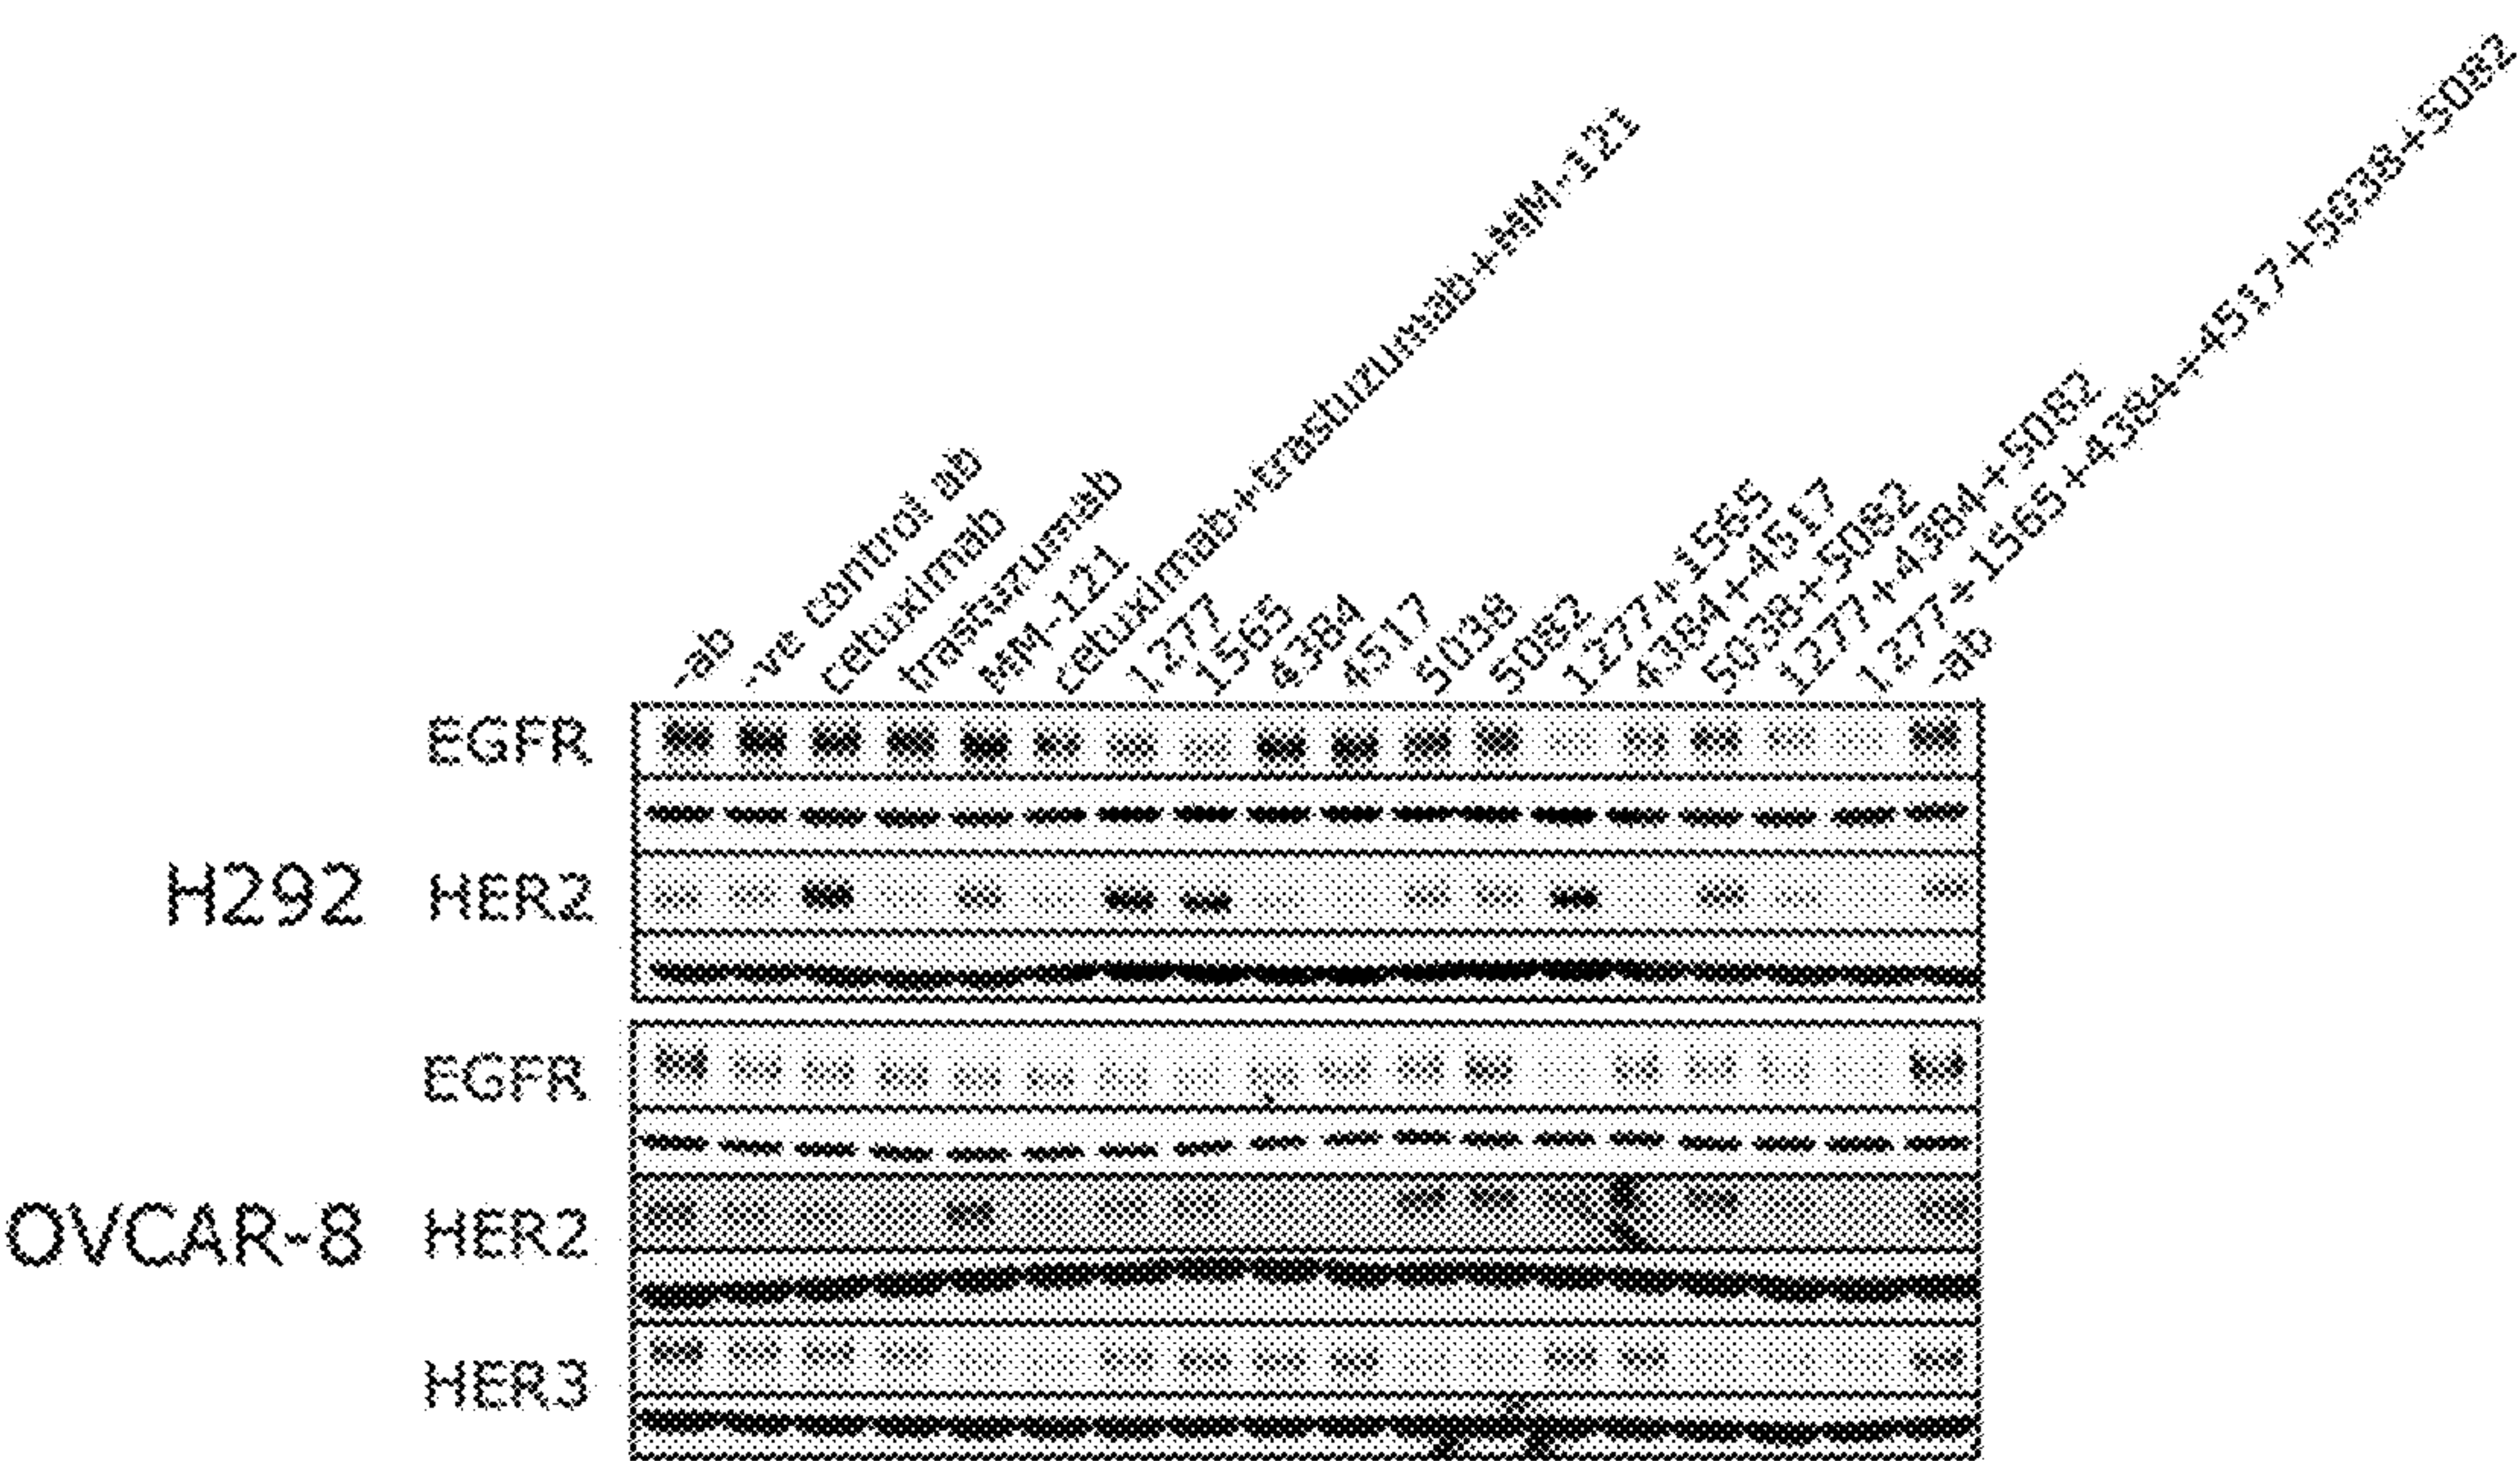 -ab
-ve control ab
cetuximab
trastuzumab
MM-121
cetuximab+trastuzumab+MM-121
1277
1565
4384
4517
5038
5082
1277+1565
4384+4517
5038+5082
1277+4384+5082
1277+1565+4384+4517+5038+5082
-ab
H292
EGFR
HER2
OVCAR-8
EGFR
HER2
HER3